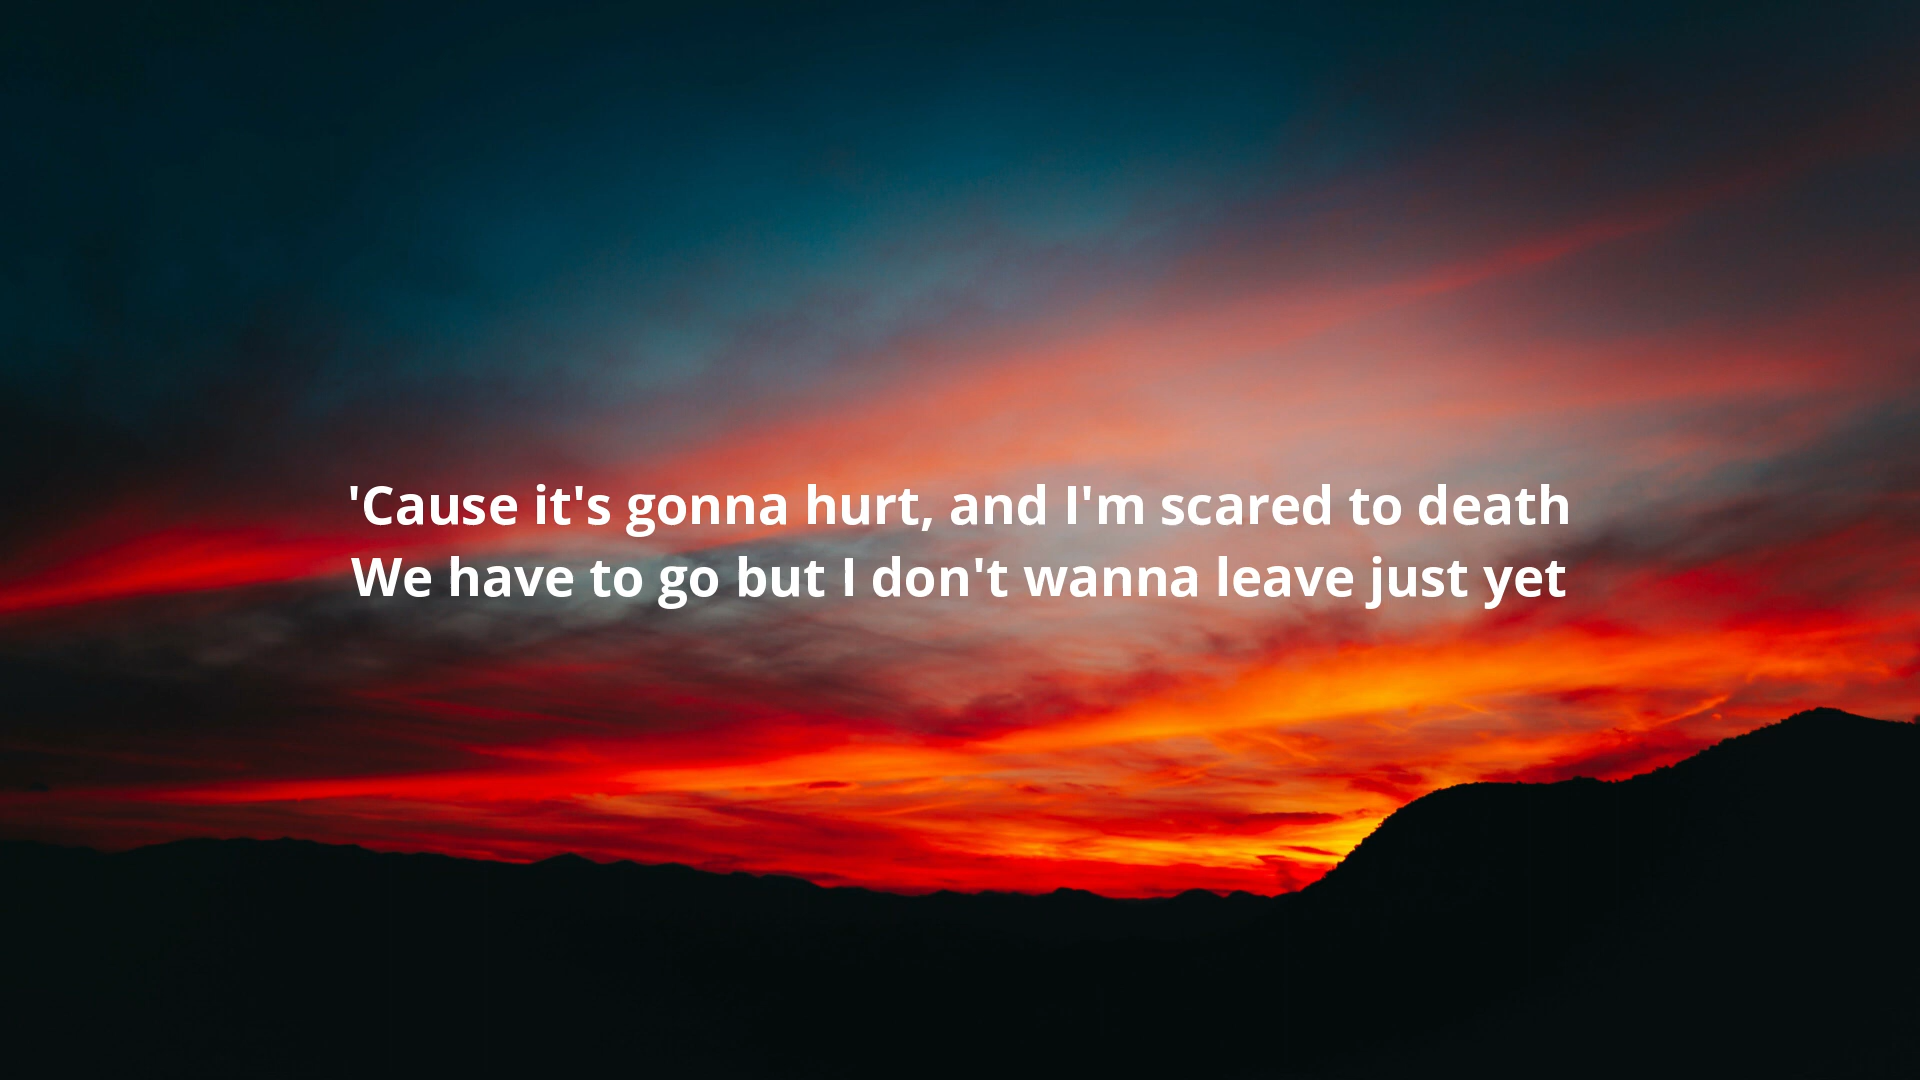 'Cause it's gonna hurt, and I'm scared to death
We have to go but I don't wanna leave just yet